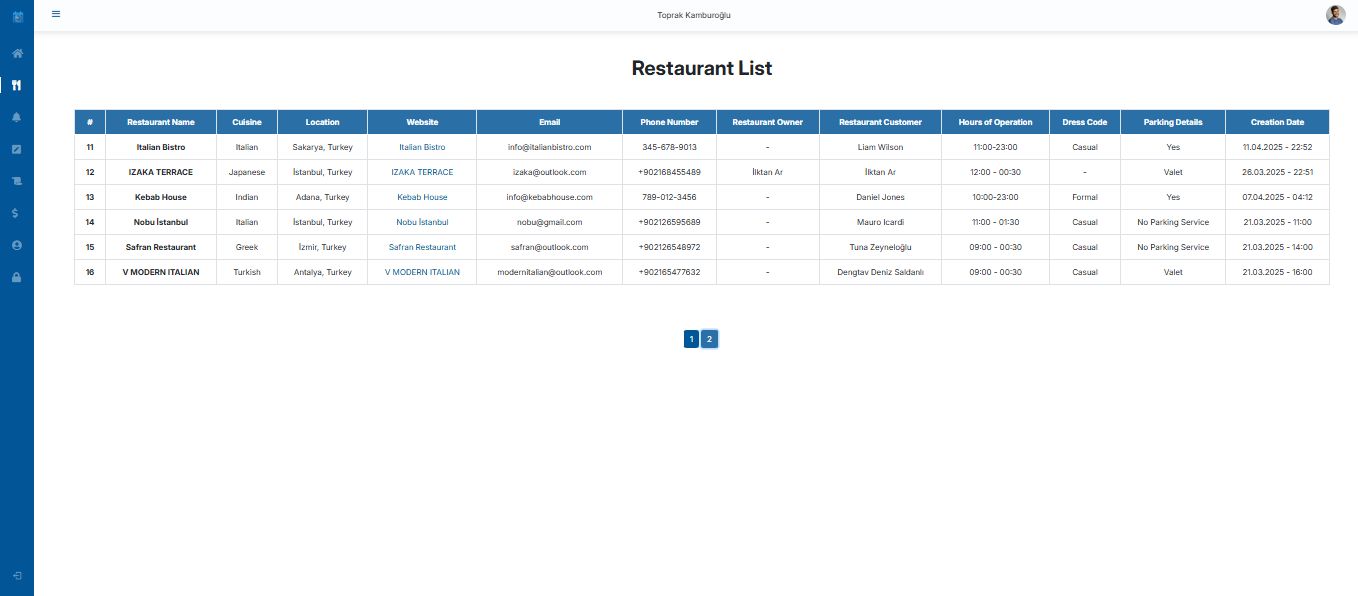 Toprak Kamburoğlu
Restaurant List
# Restaurant Name Cuisine Location Website Email Phone Number Restaurant Owner Restaurant Customer Hours of Operation Dress Code Parking Details Creation Date
11 Italian Bistro Italian Sakarya, Turkey Italian Bistro info@italianbistro.com 345-678-9013 - Liam Wilson 11:00-23:00 Casual Yes 11.04.2025 - 22:52
12 IZAKA TERRACE Japanese İstanbul, Turkey IZAKA TERRACE izaka@outlook.com +902168455489 İlktan Ar İlktan Ar 12:00 - 00:30 - Valet 26.03.2025 - 22:51
13 Kebab House Indian Adana, Turkey Kebab House info@kebabhouse.com 789-012-3456 - Daniel Jones 10:00-23:00 Formal Yes 07.04.2025 - 04:12
14 Nobu İstanbul Italian İstanbul, Turkey Nobu İstanbul nobu@gmail.com +902126595689 - Mauro Icardi 11:00 - 01:30 Casual No Parking Service 21.03.2025 - 11:00
15 Safran Restaurant Greek İzmir, Turkey Safran Restaurant safran@outlook.com +902126548972 - Tuna Zeyneloğlu 09:00 - 00:30 Casual No Parking Service 21.03.2025 - 14:00
16 V MODERN ITALIAN Turkish Antalya, Turkey V MODERN ITALIAN modernitalian@outlook.com +902165477632 - Dengtav Deniz Saldanlı 09:00 - 00:30 Casual Valet 21.03.2025 - 16:00
1 2